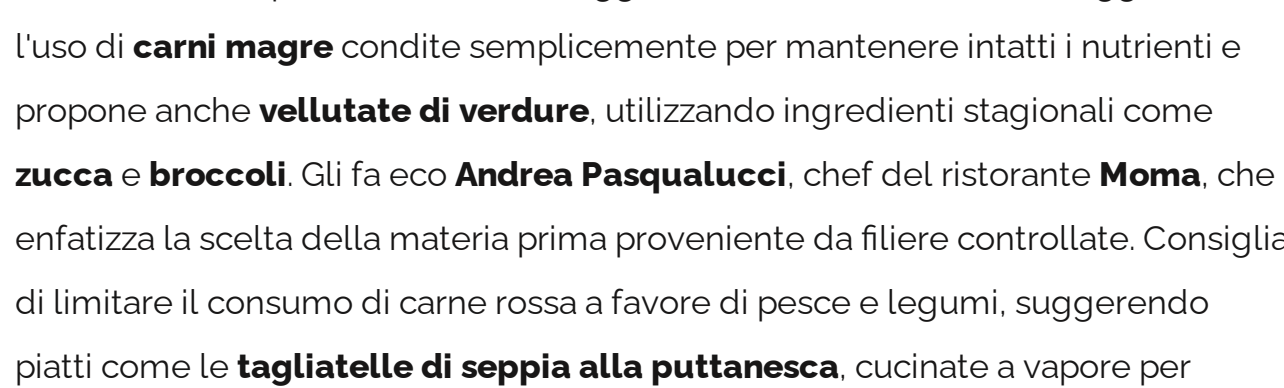 l'uso di carni magre condite semplicemente per mantenere intatti i nutrienti e
propone anche vellutate di verdure, utilizzando ingredienti stagionali come
zucca e broccoli. Gli fa eco Andrea Pasqualucci, chef del ristorante Moma, che
enfatizza la scelta della materia prima proveniente da filiere controllate. Consiglia
di limitare il consumo di carne rossa a favore di pesce e legumi, suggerendo
piatti come le tagliatelle di seppia alla puttanesca, cucinate a vapore per